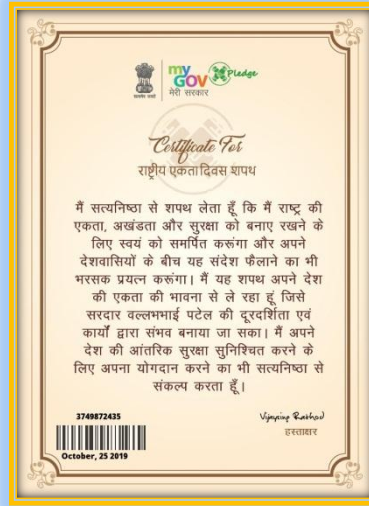 सत्यमेव जयते
my
GOV
मेरी सरकार
Pledge
Certificate For
राष्ट्रीय एकता दिवस शपथ
मैं सत्यनिष्ठा से शपथ लेता हूँ कि मैं राष्ट्र की
एकता, अखंडता और सुरक्षा को बनाए रखने के
लिए स्वयं को समर्पित करूंगा और अपने
देशवासियों के बीच यह संदेश फैलाने का भी
भरसक प्रयत्न करूंगा। मैं यह शपथ अपने देश
की एकता की भावना से ले रहा हूं जिसे
सरदार वल्लभभाई पटेल की दूरदर्शिता एवं
कार्यों द्वारा संभव बनाया जा सका। मैं अपने
देश की आंतरिक सुरक्षा सुनिश्चित करने के
लिए अपना योगदान करने का भी सत्यनिष्ठा से
संकल्प करता हूँ।
3749872435
October, 25 2019
हस्ताक्षर